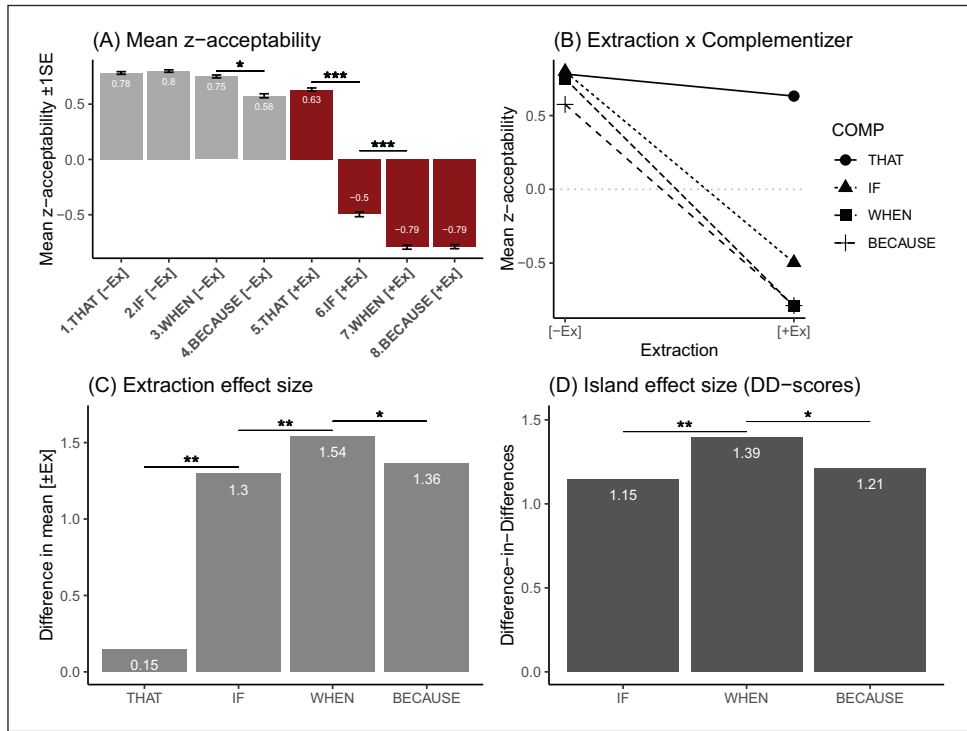 (A) Mean z−acceptability
Mean z−acceptability ±1SE
0.5
0.0
−0.5
0.78
0.8
0.75
0.58
0.63
−0.5
−0.79
−0.79
*
***
***
1.THAT [−Ex]
2.IF [−Ex]
3.WHEN [−Ex]
4.BECAUSE [−Ex]
5.THAT [+Ex]
6.IF [+Ex]
7.WHEN [+Ex]
8.BECAUSE [+Ex]
(B) Extraction x Complementizer
Mean z−acceptability
0.5
0.0
−0.5
[−Ex]
[+Ex]
Extraction
COMP
THAT
IF
WHEN
BECAUSE
(C) Extraction effect size
Difference in mean [±Ex]
1.5
1.0
0.5
0.0
**
**
*
0.15
1.3
1.54
1.36
THAT
IF
WHEN
BECAUSE
(D) Island effect size (DD−scores)
Difference−in−Differences
1.5
1.0
0.5
0.0
**
*
1.15
1.39
1.21
IF
WHEN
BECAUSE